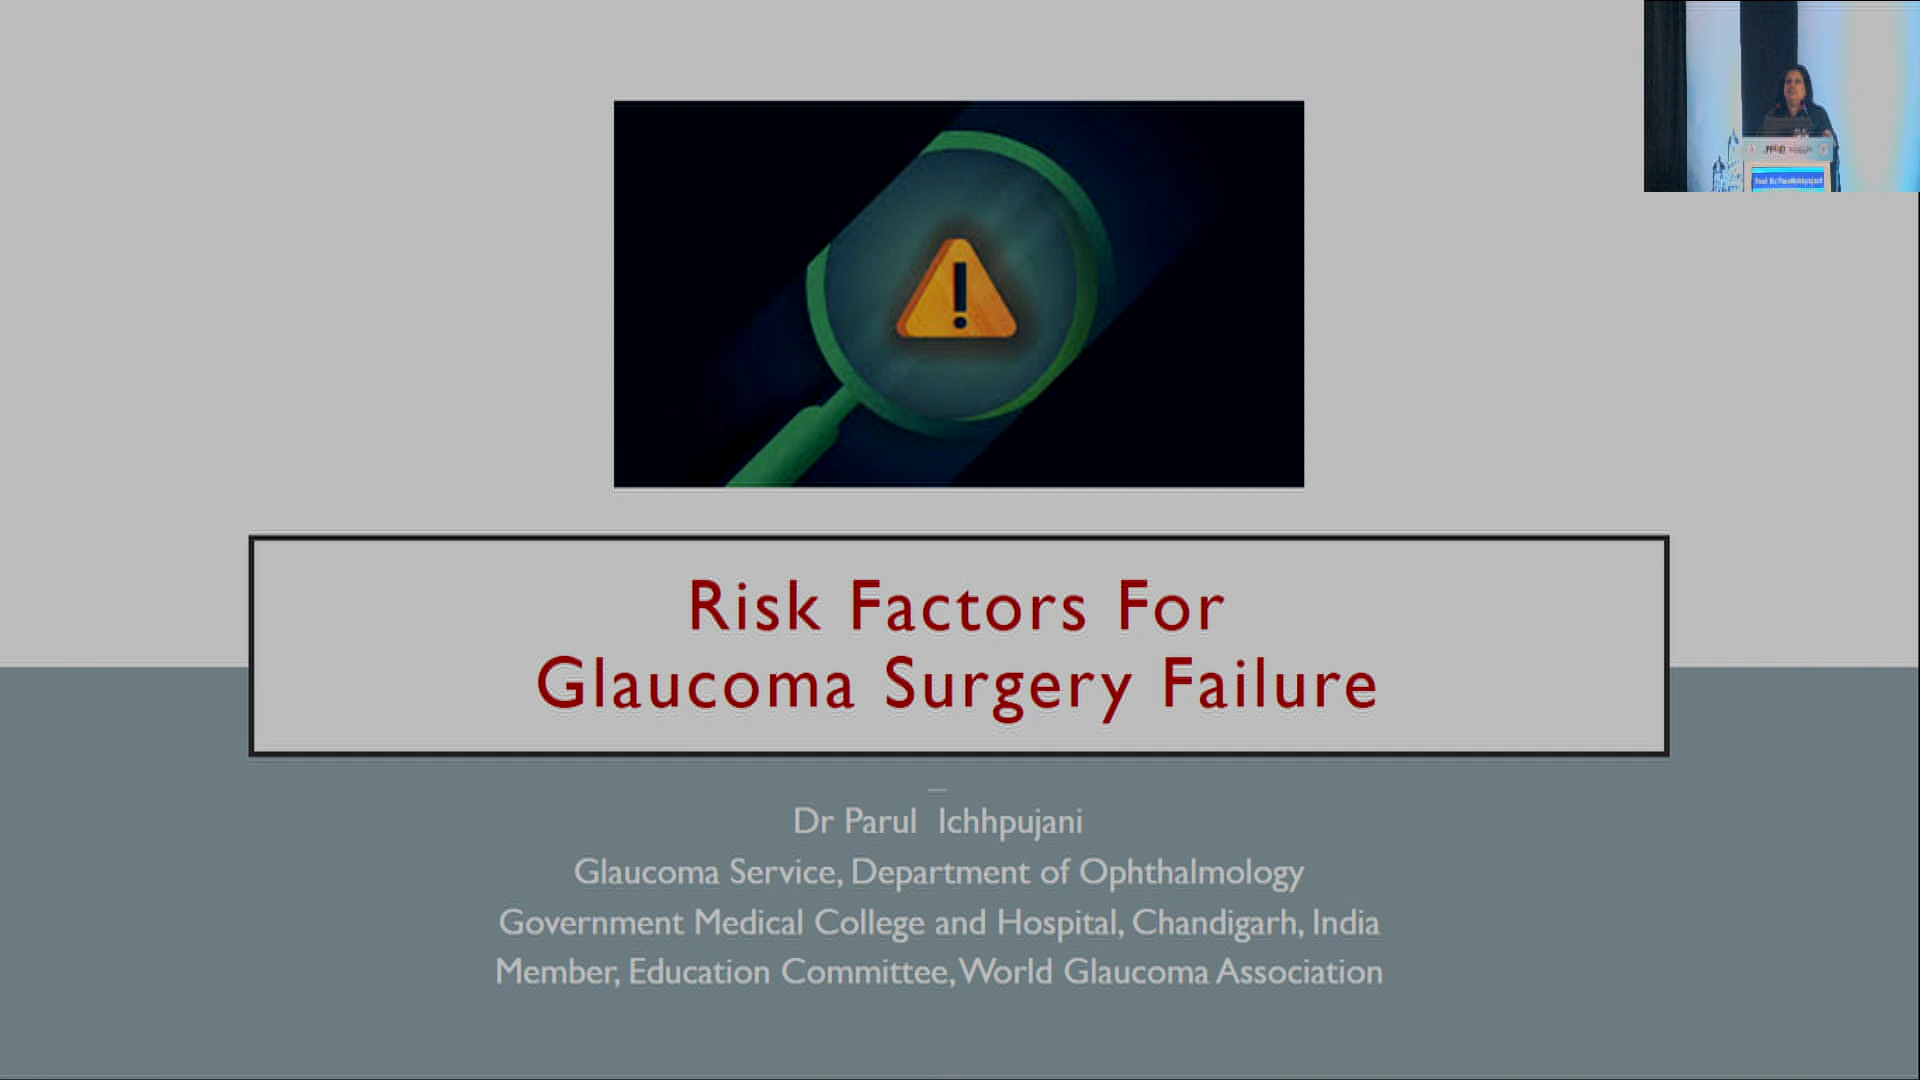 Risk Factors For
Glaucoma Surgery Failure
Dr Parul Ichhpujani
Glaucoma Service, Department of Ophthalmology
Government Medical College and Hospital, Chandigarh, India
Member, Education Committee, World Glaucoma Association